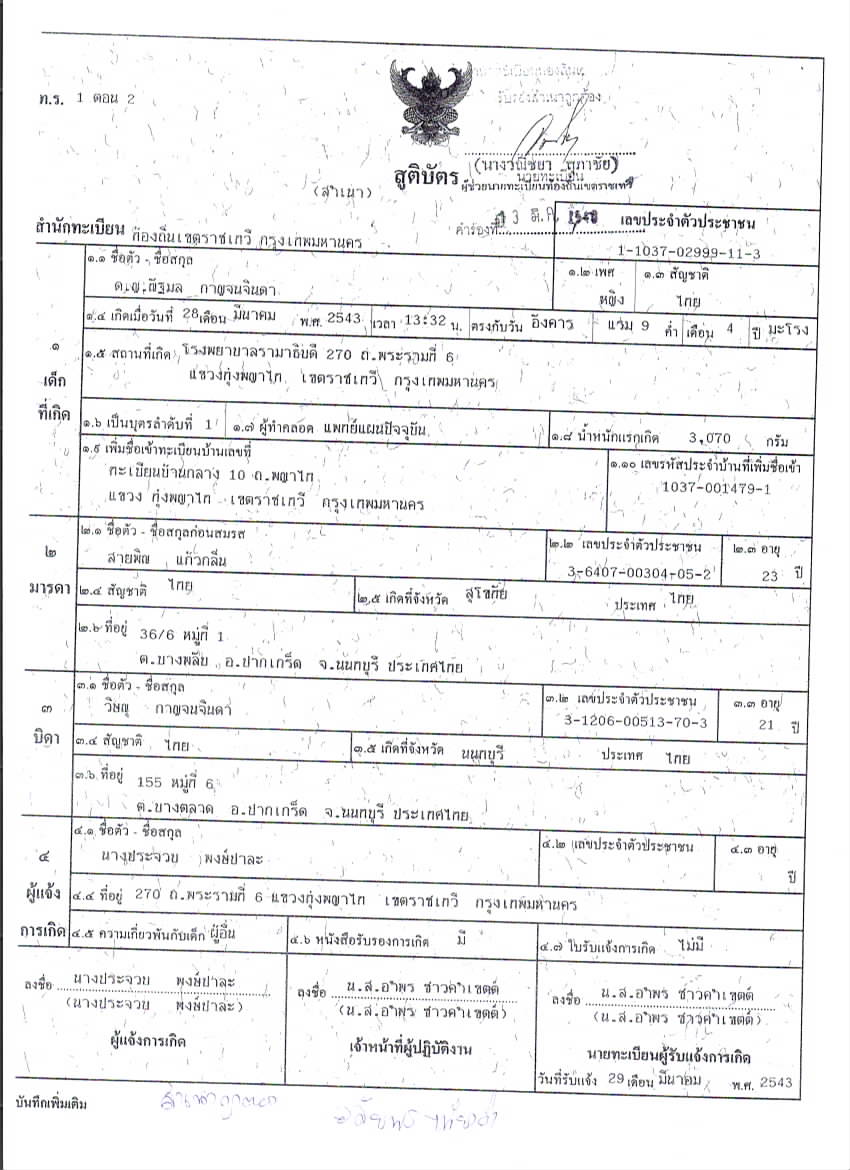 ท.ร. 1 ตอน 2
รับรองสำเนาถูกต้อง
(นางวณิชยา สุภาชัย)
นายทะเบียน
สูติบัตร ผู้ช่วยนายทะเบียนท้องถิ่นเขตราชเทวี
(สำเนา)
สำนักทะเบียน ท้องถิ่นเขตราชเทวี กรุงเทพมหานคร
คำร้องที่
เลขประจำตัวประชาชน
1-1037-02999-11-3
๑.๑ ชื่อตัว - ชื่อสกุล
ด.ญ.ณัฐมล กาญจนจินดา
๑.๒ เพศ
หญิง
๑.๓ สัญชาติ
ไทย
๑.๔ เกิดเมื่อวันที่ 28 เดือน มีนาคม พ.ศ. 2543 เวลา 13:32 น. ตรงกับวัน อังคาร แรม 9 ค่ำ เดือน 4 ปี มะโรง
๑
เด็ก
ที่เกิด
๑.๕ สถานที่เกิด โรงพยาบาลรามาธิบดี 270 ถ.พระรามที่ 6
แขวงทุ่งพญาไท เขตราชเทวี กรุงเทพมหานคร
๑.๖ เป็นบุตรลำดับที่ 1 ๑.๗ ผู้ทำคลอด แพทย์แผนปัจจุบัน ๑.๘ น้ำหนักแรกเกิด 3,070 กรัม
๑.๙ เพิ่มชื่อเข้าทะเบียนบ้านเลขที่
ทะเบียนบ้านกลาง 10 ถ.พญาไท
แขวง ทุ่งพญาไท เขตราชเทวี กรุงเทพมหานคร
๑.๑๐ เลขรหัสประจำบ้านที่เพิ่มชื่อเข้า
1037-001479-1
๒
มารดา
๒.๑ ชื่อตัว - ชื่อสกุลก่อนสมรส
สายพิณ แก้วกลิ่น
๒.๒ เลขประจำตัวประชาชน
3-6407-00304-05-2
๒.๓ อายุ
23 ปี
๒.๔ สัญชาติ ไทย ๒.๕ เกิดที่จังหวัด สุโขทัย ประเทศ ไทย
๒.๖ ที่อยู่ 36/6 หมู่ที่ 1
ต.บางพลับ อ.ปากเกร็ด จ.นนทบุรี ประเทศไทย
๓
บิดา
๓.๑ ชื่อตัว - ชื่อสกุล
วิษณุ กาญจนจินดา
๓.๒ เลขประจำตัวประชาชน
3-1206-00513-70-3
๓.๓ อายุ
21 ปี
๓.๔ สัญชาติ ไทย ๓.๕ เกิดที่จังหวัด นนทบุรี ประเทศ ไทย
๓.๖ ที่อยู่ 155 หมู่ที่ 6
ต.บางตลาด อ.ปากเกร็ด จ.นนทบุรี ประเทศไทย
๔
ผู้แจ้ง
การเกิด
๔.๑ ชื่อตัว - ชื่อสกุล
นางประจวบ พงษ์ปาละ
๔.๒ เลขประจำตัวประชาชน
๔.๓ อายุ
ปี
๔.๔ ที่อยู่ 270 ถ.พระรามที่ 6 แขวงทุ่งพญาไท เขตราชเทวี กรุงเทพมหานคร
๔.๕ ความเกี่ยวพันกับเด็ก ผู้อื่น ๔.๖ หนังสือรับรองการเกิด มี ๔.๗ ใบรับแจ้งการเกิด ไม่มี
ลงชื่อ นางประจวบ พงษ์ปาละ
(นางประจวบ พงษ์ปาละ)
ผู้แจ้งการเกิด
ลงชื่อ น.ส.อำพร ชาวคำเขตต์
(น.ส.อำพร ชาวคำเขตต์)
เจ้าหน้าที่ผู้ปฏิบัติงาน
ลงชื่อ น.ส.อำพร ชาวคำเขตต์
(น.ส.อำพร ชาวคำเขตต์)
นายทะเบียนผู้รับแจ้งการเกิด
วันที่รับแจ้ง 29 เดือน มีนาคม พ.ศ. 2543
บันทึกเพิ่มเติม
สำเนาถูกต้อง